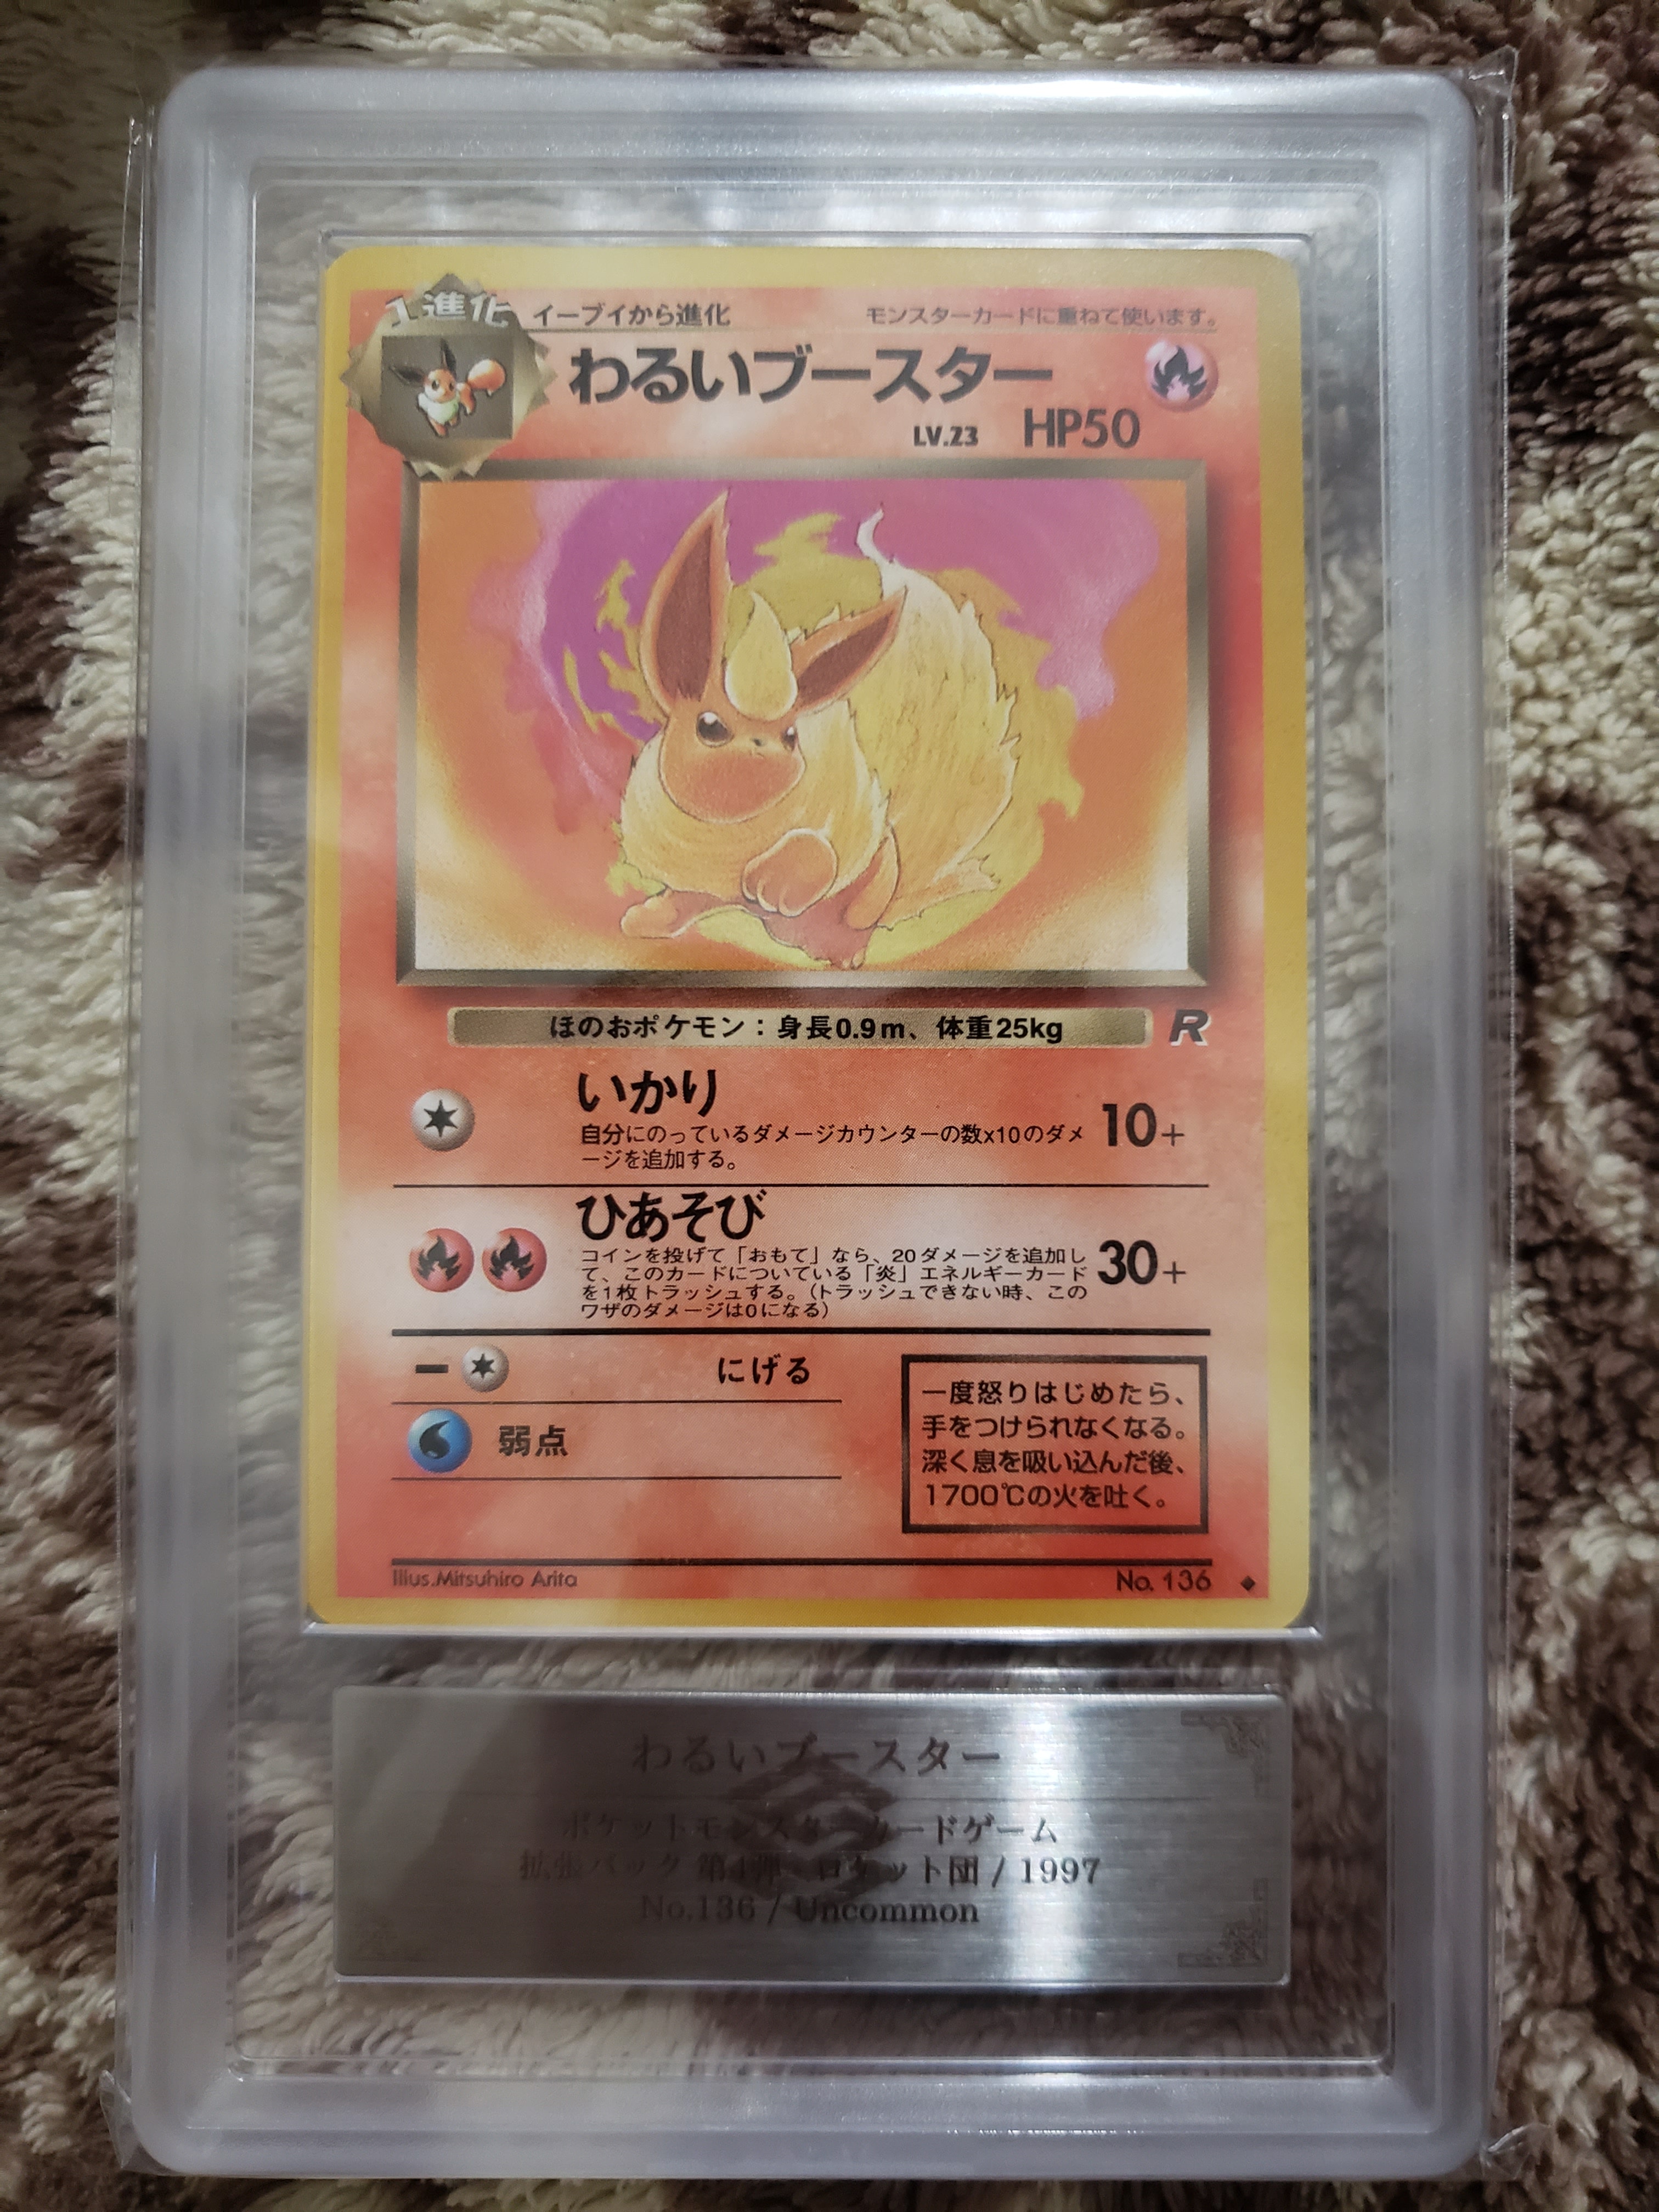 1進化
イーブイから進化
モンスターカードに重ねて使います。
わるいブースター
LV.23 HP50
ほのおポケモン：身長0.9m、体重25kg
R
いかり
自分にのっているダメージカウンターの数x10のダメ
ージを追加する。
10+
ひあそび
コインを投げて「おもて」なら、20ダメージを追加し
て、このカードについている「炎」エネルギーカード
を1枚トラッシュする。(トラッシュできない時、この
ワザのダメージは0になる)
30+
にげる
弱点
一度怒りはじめたら、
手をつけられなくなる。
深く息を吸い込んだ後、
1700℃の火を吐く。
Illus.Mitsuhiro Arita
No. 136
わるいブースター
ポケットモンスターカードゲーム
拡張パック 第4弾 ロケット団 / 1997
No.136 / Uncommon